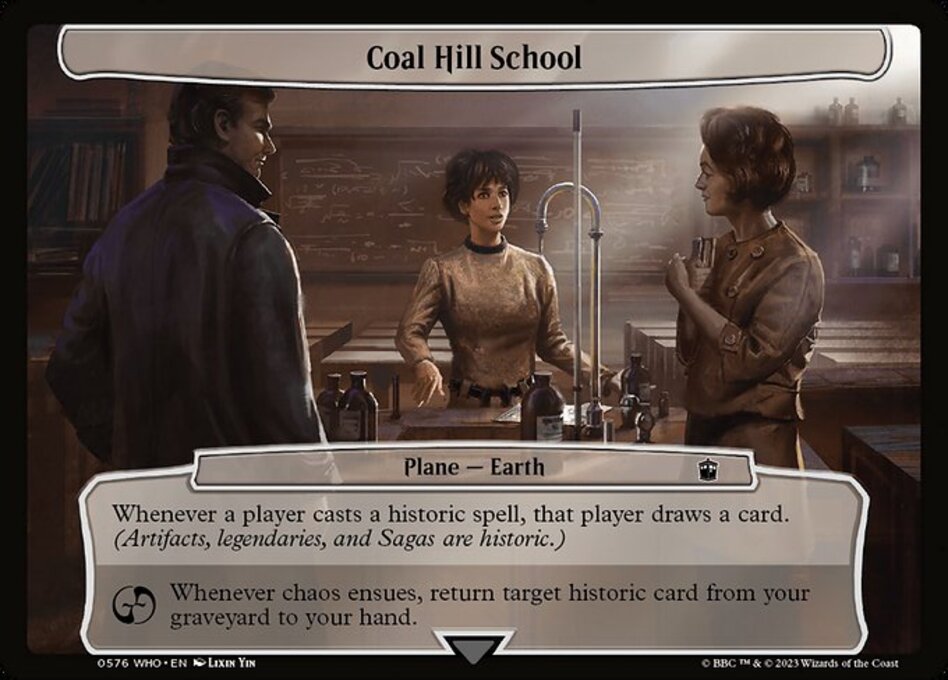 Coal Hill School
Plane — Earth
Whenever a player casts a historic spell, that player draws a card.
(Artifacts, legendaries, and Sagas are historic.)
Whenever chaos ensues, return target historic card from your
graveyard to your hand.
0576 WHO • EN Lixin Yin
© BBC ™ & © 2023 Wizards of the Coast